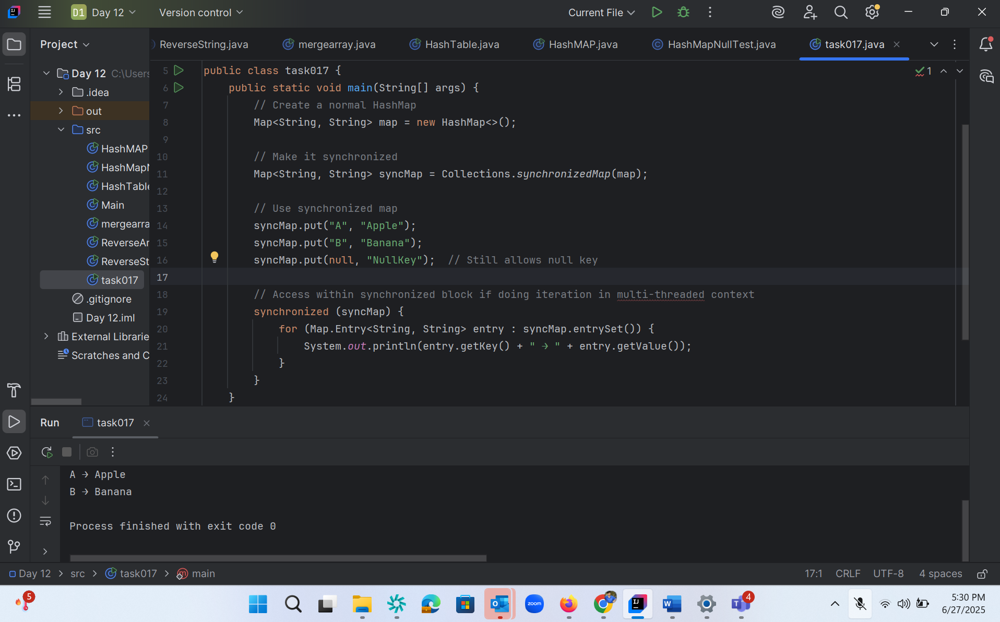 D1 Day 12 Version control Current File
Project
ReverseString.java mergearray.java HashTable.java HashMAP.java HashMapNullTest.java task017.java
Day 12 C:\Users
.idea
out
src
HashMAP
HashMapN
HashTable
Main
mergearra
ReverseAr
ReverseSt
task017
.gitignore
Day 12.iml
External Librarie
Scratches and C
1
5 public class task017 {
6 public static void main(String[] args) {
7 // Create a normal HashMap
8 Map<String, String> map = new HashMap<>();
9
10 // Make it synchronized
11 Map<String, String> syncMap = Collections.synchronizedMap(map);
12
13 // Use synchronized map
14 syncMap.put("A", "Apple");
15 syncMap.put("B", "Banana");
16 syncMap.put(null, "NullKey"); // Still allows null key
17
18 // Access within synchronized block if doing iteration in multi-threaded context
19 synchronized (syncMap) {
20 for (Map.Entry<String, String> entry : syncMap.entrySet()) {
21 System.out.println(entry.getKey() + " → " + entry.getValue());
22 }
23 }
24 }
Run task017
A → Apple
B → Banana
Process finished with exit code 0
Day 12 > src > task017 > main
17:1 CRLF UTF-8 4 spaces
5
zoom
4
5:30 PM
6/27/2025